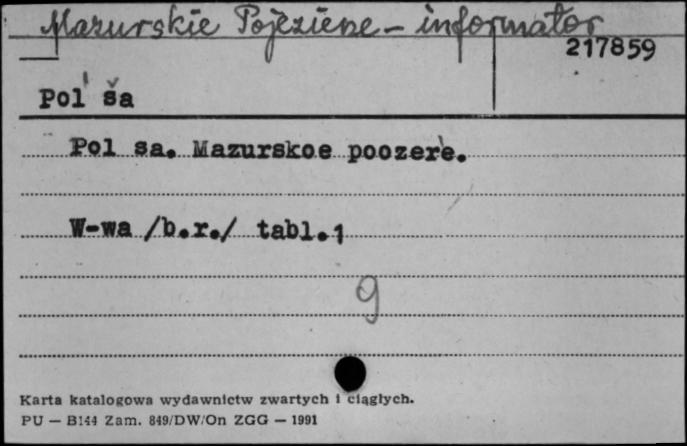 Mazurskie Pojezierze - informator
217859
Pol'ša
Pol sa. Mazurskoe poozer'e.
W-wa /b.r./ tabl.1
9
Karta katalogowa wydawnictw zwartych i ciągłych.
PU — B144 Zam. 849/DW/On ZGG — 1991